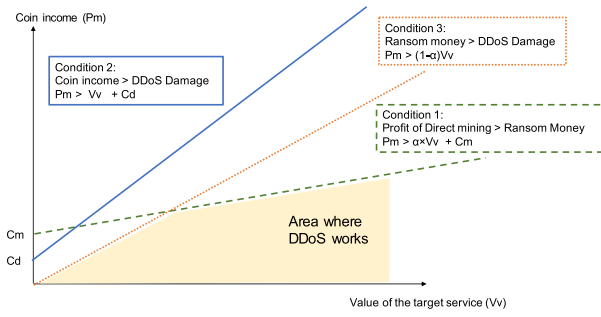 Coin income (Pm)
Condition 3:
Ransom money > DDoS Damage
Pm > (1-α)Vv
Condition 2:
Coin income > DDoS Damage
Pm > Vv + Cd
Condition 1:
Profit of Direct mining > Ransom Money
Pm > α×Vv + Cm
Area where
DDoS works
Cm
Cd
Value of the target service (Vv)